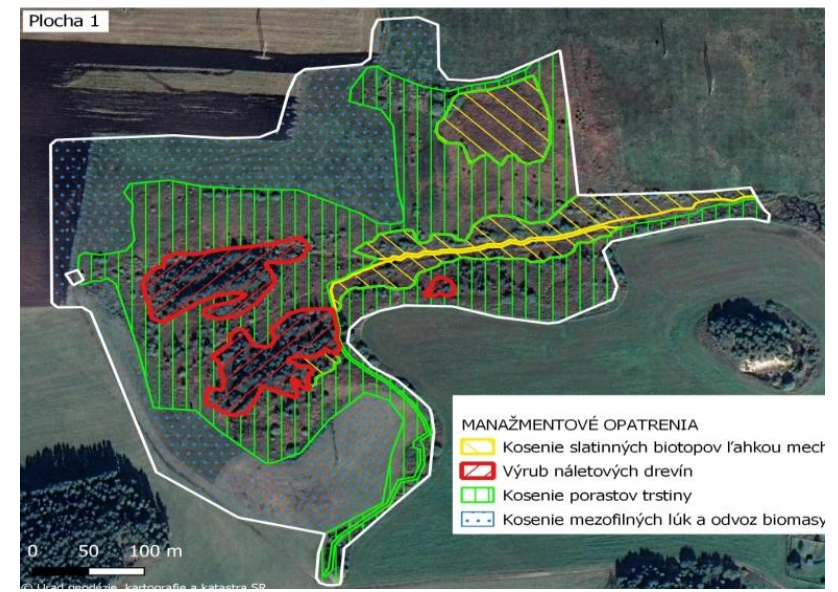 Plocha 1
MANAŽMENTOVÉ OPATRENIA
Kosenie slatinných biotopov ľahkou mech
Výrub náletových drevín
Kosenie porastov trstiny
Kosenie mezofilných lúk a odvoz biomasy
0 50 100 m
© Úrad geodézie, kartografie a katastra SR